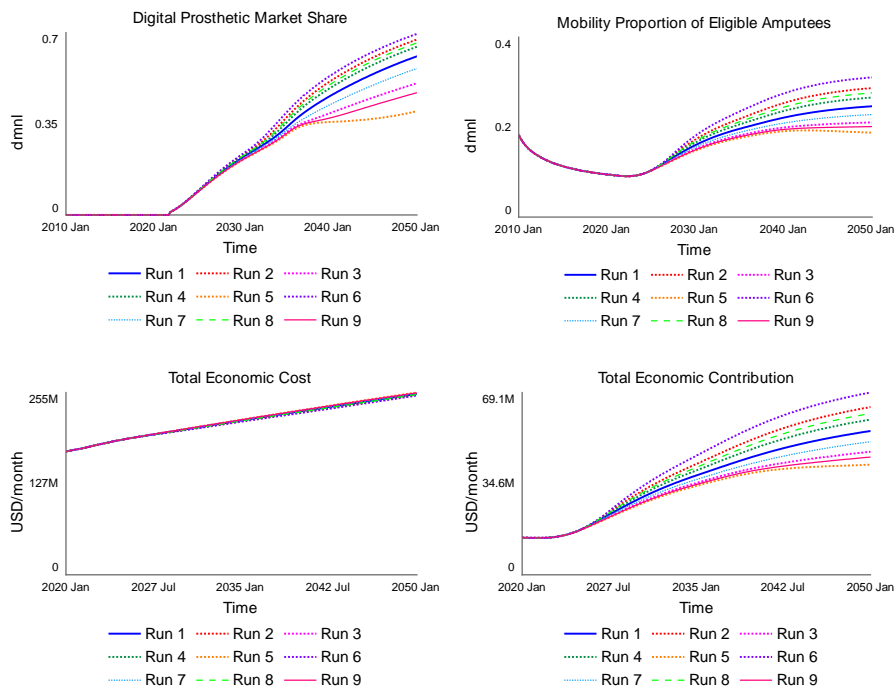 Digital Prosthetic Market Share
0.7
0.35
0
dmnl
2010 Jan 2020 Jan 2030 Jan 2040 Jan 2050 Jan
Time
Run 1 Run 2 Run 3
Run 4 Run 5 Run 6
Run 7 Run 8 Run 9
Mobility Proportion of Eligible Amputees
0.4
0.2
0
dmnl
2010 Jan 2020 Jan 2030 Jan 2040 Jan 2050 Jan
Time
Run 1 Run 2 Run 3
Run 4 Run 5 Run 6
Run 7 Run 8 Run 9
Total Economic Cost
255M
127M
0
USD/month
2020 Jan 2027 Jul 2035 Jan 2042 Jul 2050 Jan
Time
Run 1 Run 2 Run 3
Run 4 Run 5 Run 6
Run 7 Run 8 Run 9
Total Economic Contribution
69.1M
34.6M
0
USD/month
2020 Jan 2027 Jul 2035 Jan 2042 Jul 2050 Jan
Time
Run 1 Run 2 Run 3
Run 4 Run 5 Run 6
Run 7 Run 8 Run 9